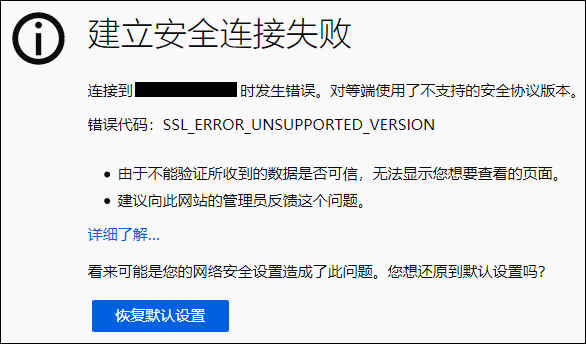 建立安全连接失败
连接到 时发生错误。对等端使用了不支持的安全协议版本。
错误代码：SSL_ERROR_UNSUPPORTED_VERSION
由于不能验证所收到的数据是否可信，无法显示您想要查看的页面。
建议向此网站的管理员反馈这个问题。
详细了解...
看来可能是您的网络安全设置造成了此问题。您想还原到默认设置吗？
恢复默认设置